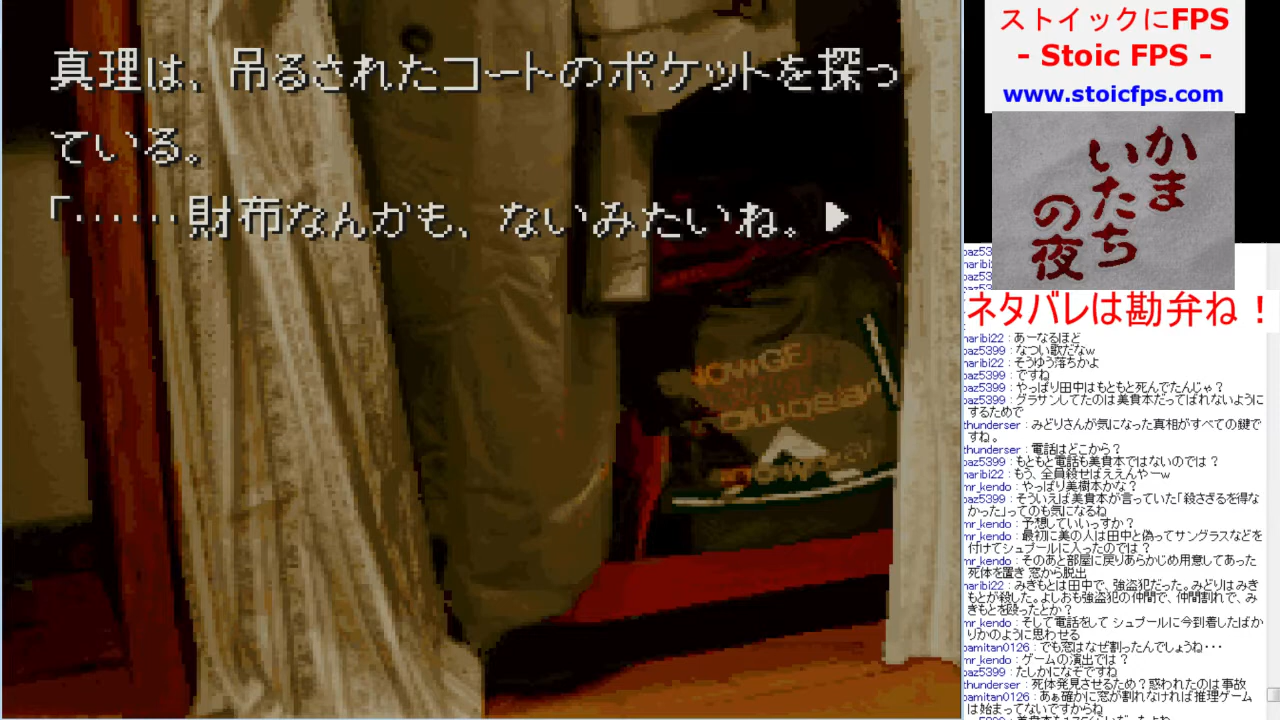 真理は、吊るされたコートのポケットを探っ
ている。
「‥‥‥財布なんかも、ないみたいね。▶
ストイックにFPS
- Stoic FPS -
www.stoicfps.com
かま
いたち
の夜
ネタバレは勘弁ね！
naribi22 : あーなるほど
paz5399 : なつい歌だなw
naribi22 : そうゆう落ちかよ
paz5399 : ですね
paz5399 : やっぱり田中はもともと死んでたんじゃ？
paz5399 : グラサンしてたのは美貴本だってばれないように
するためで
thunderser : みどりさんが気になった真相がすべての鍵で
すね。
thunderser : 電話はどこから？
paz5399 : もともと電話も美貴本ではないのでは？
naribi22 : もう、全員殺せばええんやーw
mr_kendo : やっぱり美樹本かな？
paz5399 : そういえば美貴本が言っていた「殺さざるを得な
かった」ってのも気になるね
mr_kendo : 予想していいっすか？
mr_kendo : 最初に美の人は田中と偽ってサングラスなどを
付けてシュプールに入ったのでは？
mr_kendo : そのあと部屋に戻りあらかじめ用意してあった
死体を置き 窓から脱出
naribi22 : みきもとは田中で、強盗犯だった。みどりはみき
もとが殺した。よしおも強盗犯の仲間で、仲間割れで、み
きもとを殴ったとか？
mr_kendo : そして電話をして シュプールに今到着したばか
りかのように思わせる
pamitan0126 : でも窓はなぜ割ったんでしょうね・・・
mr_kendo : ゲームの演出では？
paz5399 : たしかになぞですね
thunderser : 死体発見させるため？惑われたのは事故
pamitan0126 : あぁ確かに窓が割れなければ推理ゲーム
は始まってないですからね